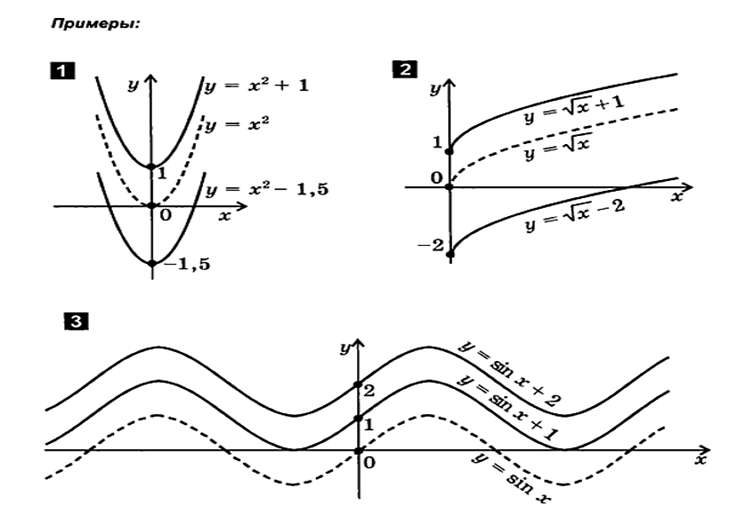 Примеры:
1
y
y = x² + 1
y = x²
1
y = x² − 1,5
0
x
−1,5
2
y
y = √x + 1
1
y = √x
0
x
−2
y = √x − 2
3
y
y = sin x + 2
2
y = sin x + 1
1
0
y = sin x
x